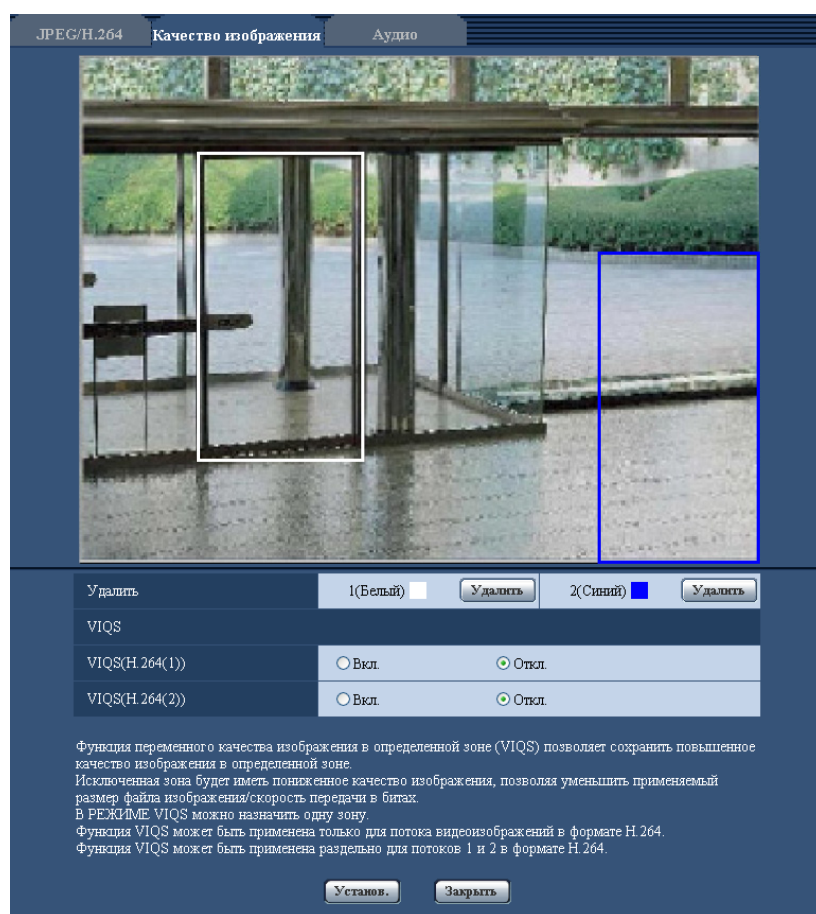 JPEG/H.264 Качество изображения Аудио
Удалить 1(Белый) Удалить 2(Синий) Удалить
VIQS
VIQS(H.264(1)) Вкл. Откл.
VIQS(H.264(2)) Вкл. Откл.
Функция переменного качества изображения в определенной зоне (VIQS) позволяет сохранить повышенное
качество изображения в определенной зоне.
Исключенная зона будет иметь пониженное качество изображения, позволяя уменьшить применяемый
размер файла изображения/скорость передачи в битах.
В РЕЖИМЕ VIQS можно назначить одну зону.
Функция VIQS может быть применена только для потока видеоизображений в формате H.264.
Функция VIQS может быть применена раздельно для потоков 1 и 2 в формате H.264.
Установ. Закрыть